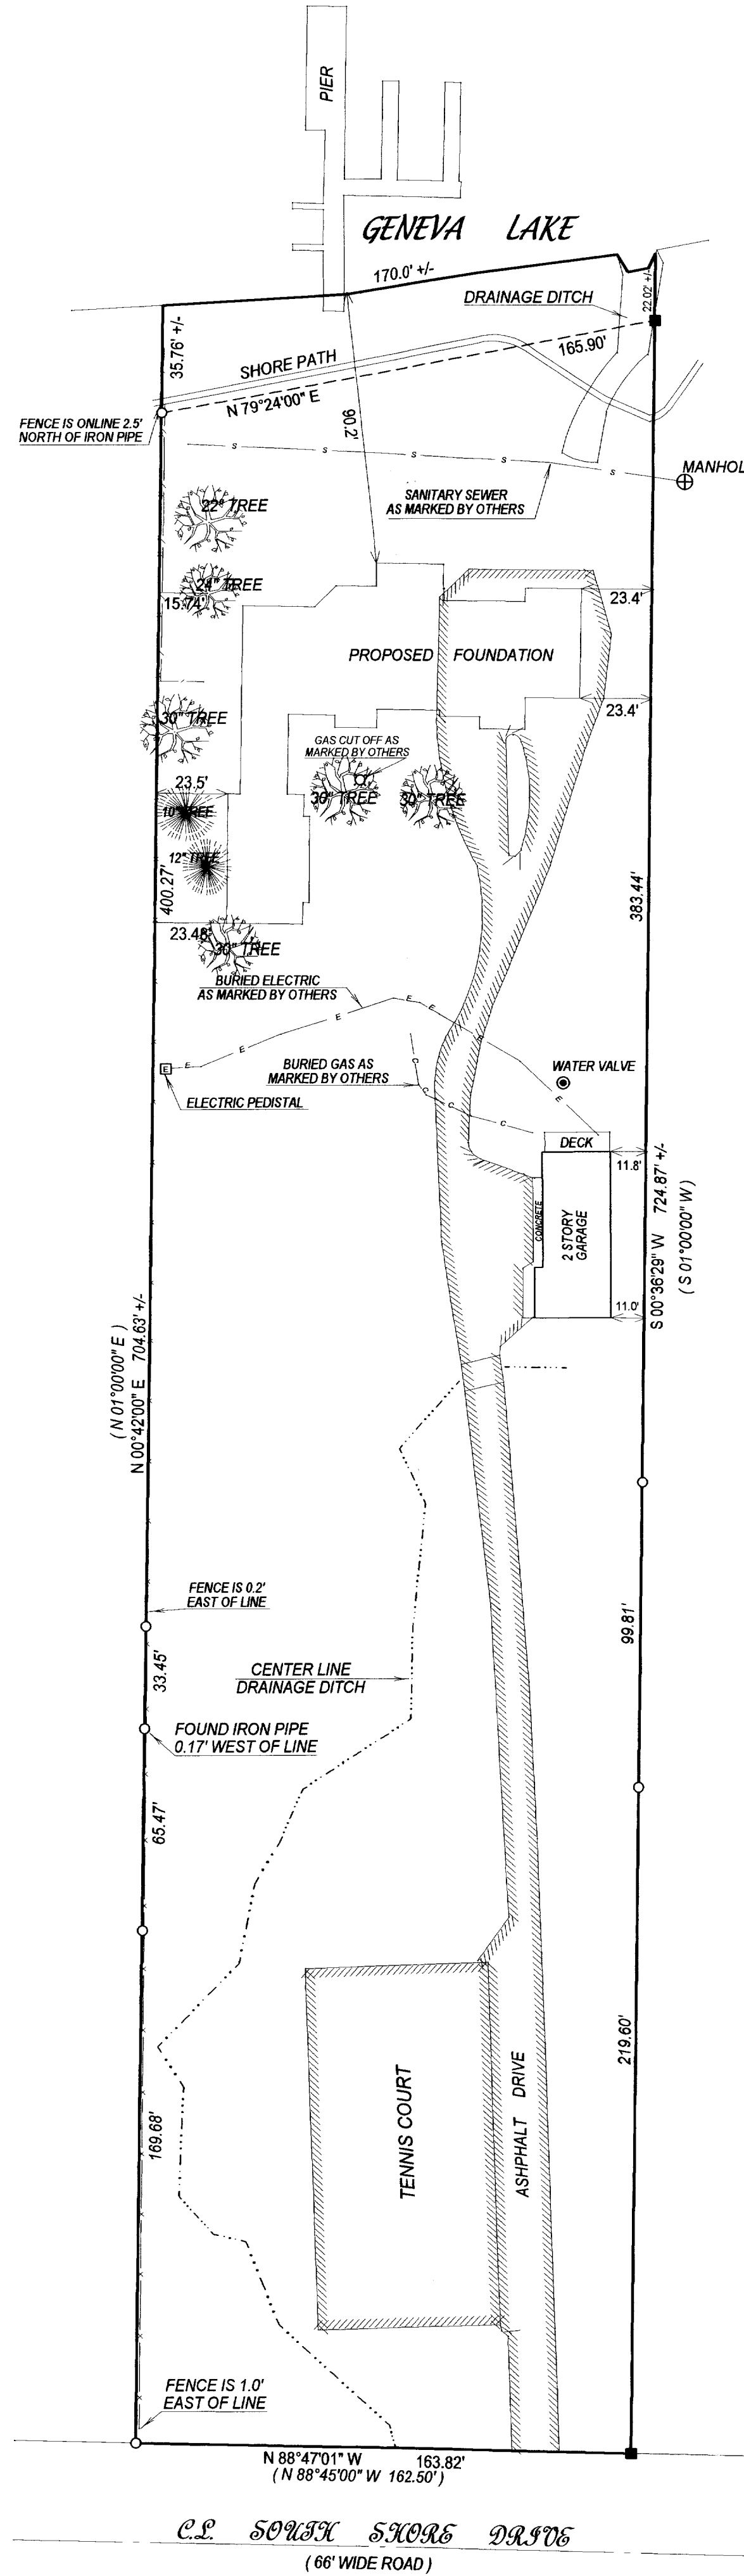 PIER
GENEVA LAKE
170.0' +/-
DRAINAGE DITCH
22.02' +/-
35.76' +/-
SHORE PATH
165.90'
N 79°24'00" E
90.2'
FENCE IS ONLINE 2.5'
NORTH OF IRON PIPE
S S S S S
MANHOL
SANITARY SEWER
AS MARKED BY OTHERS
22" TREE
24" TREE
15.74'
23.4'
PROPOSED FOUNDATION
23.4'
30" TREE
GAS CUT OFF AS
MARKED BY OTHERS
23.5'
30" TREE
30" TREE
10" TREE
12" TREE
400.27'
383.44'
23.48'
30" TREE
BURIED ELECTRIC
AS MARKED BY OTHERS
E E E E E E E
BURIED GAS AS
MARKED BY OTHERS
C C C C C
WATER VALVE
E
ELECTRIC PEDISTAL
DECK
11.8'
CONCRETE
2 STORY
GARAGE
11.0'
S 00°36'29" W 724.87' +/-
( S 01°00'00" W )
( N 01°00'00" E )
N 00°42'00" E 704.63' +/-
FENCE IS 0.2'
EAST OF LINE
99.81'
33.45'
CENTER LINE
DRAINAGE DITCH
FOUND IRON PIPE
0.17' WEST OF LINE
65.47'
219.60'
169.68'
TENNIS COURT
ASHPHALT DRIVE
FENCE IS 1.0'
EAST OF LINE
N 88°47'01" W 163.82'
( N 88°45'00" W 162.50' )
C.L. SOUTH SHORE DRIVE
( 66' WIDE ROAD )